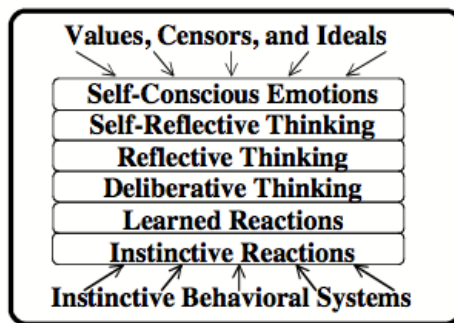 Values, Censors, and Ideals
Self-Conscious Emotions
Self-Reflective Thinking
Reflective Thinking
Deliberative Thinking
Learned Reactions
Instinctive Reactions
Instinctive Behavioral Systems